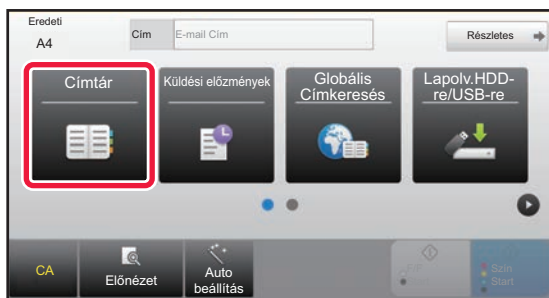 Eredeti
A4
Cím
E-mail Cím
Részletes
Címtár
Küldési előzmények
Globális
Címkeresés
Lapolv.HDD-
re/USB-re
CA
Előnézet
Auto
beállítás
Szín
Start